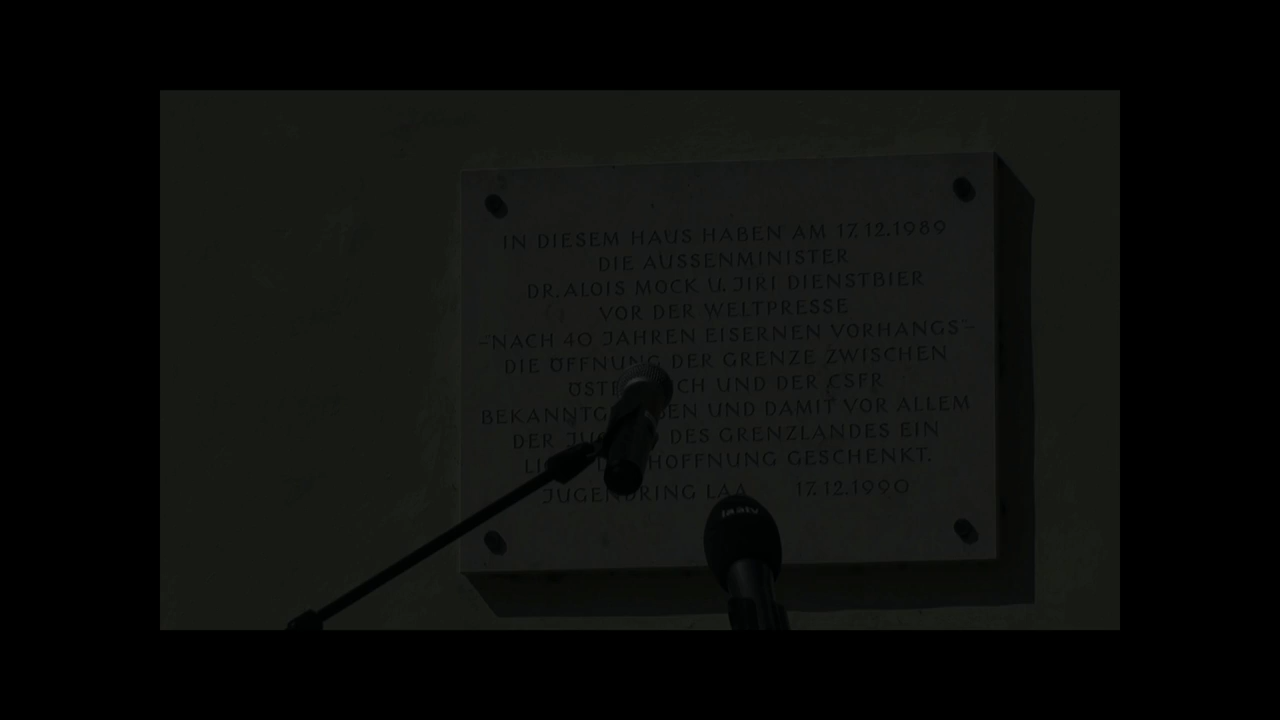 IN DIESEM HAUS HABEN AM 17.12.1989
DIE AUSSENMINISTER
DR. ALOIS MOCK U. JIŘI DIENSTBIER
VOR DER WELTPRESSE
–NACH 40 JAHREN EISERNEN VORHANGS"–
DIE ÖFFNUNG DER GRENZE ZWISCHEN
UND DER CSFR
UND DAMIT VOR ALLEM
DER DES GRENZLANDES EIN
HOFFNUNG GESCHENKT.
JUGENDRING LAA 17.12.1990
laatv